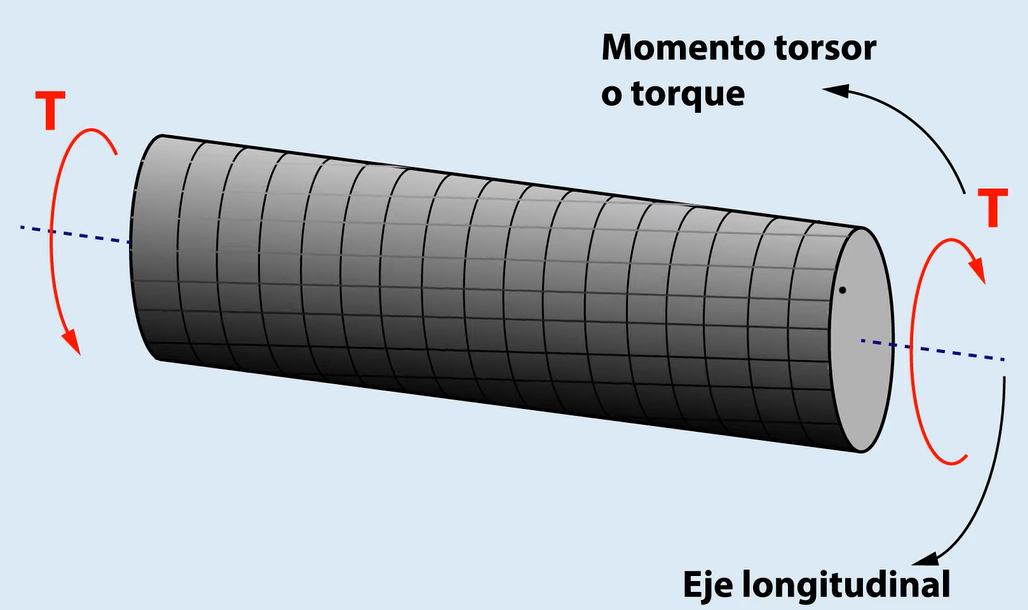 Momento torsor
o torque
T
T
Eje longitudinal